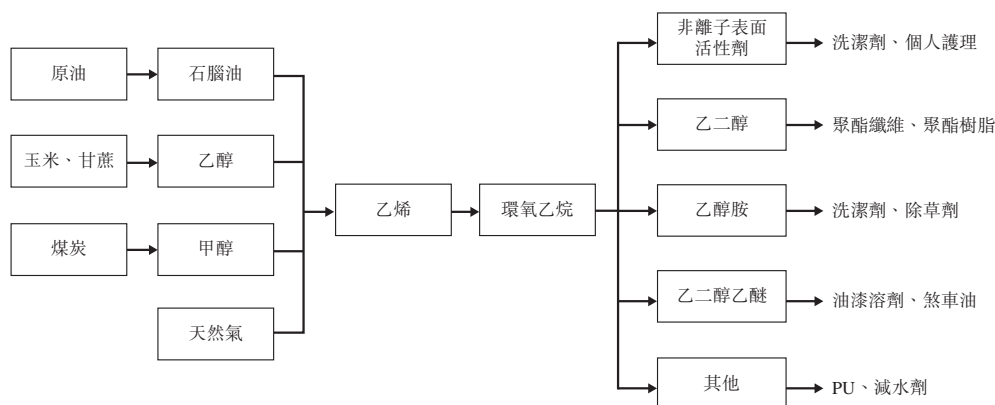 原油
石腦油
玉米、甘蔗
乙醇
煤炭
甲醇
天然氣
乙烯
環氧乙烷
非離子表面
活性劑
洗潔劑、個人護理
乙二醇
聚酯纖維、聚酯樹脂
乙醇胺
洗潔劑、除草劑
乙二醇乙醚
油漆溶劑、煞車油
其他
PU、減水劑